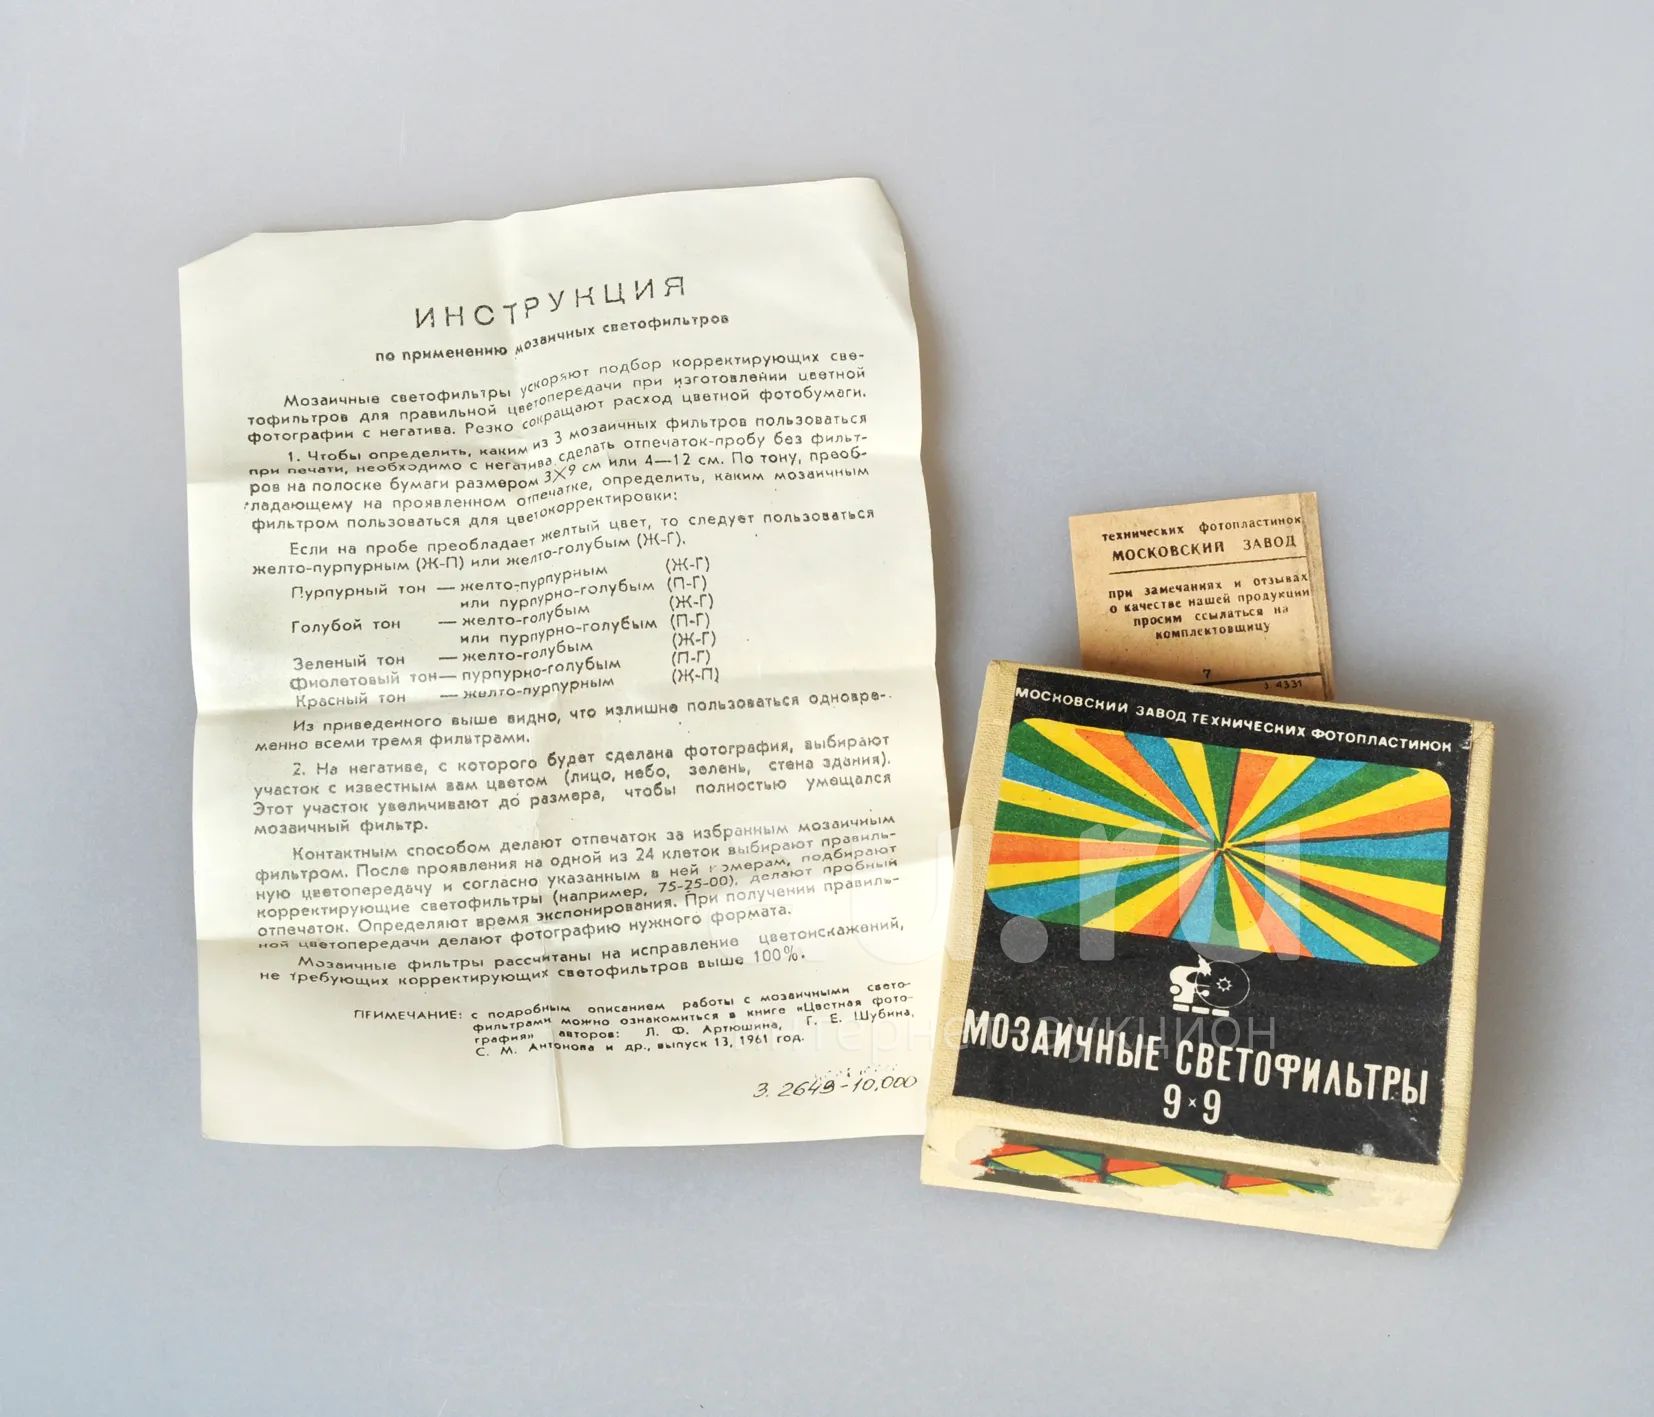 ИНСТРУКЦИЯ
по применению мозаичных светофильтров
Мозаичные светофильтры ускоряют подбор корректирующих све-
тофильтров для правильной цветопередачи при изготовлении цветной
фотографии с негатива. Резко сокращают расход цветной фотобумаги.
1. Чтобы определить, каким из 3 мозаичных фильтров пользоваться
при печати, необходимо с негатива сделать отпечаток-пробу без фильт-
ров на полоске бумаги размером 3×9 см или 4—12 см. По тону, преоб-
ладающему на проявленном отпечатке, определить, каким мозаичным
фильтром пользоваться для цветокорректировки:
Если на пробе преобладает желтый цвет, то следует пользоваться
желто-пурпурным (Ж-П) или желто-голубым (Ж-Г).
Пурпурный тон — желто-пурпурным (Ж-Г)
или пурпурно-голубым (П-Г)
Голубой тон — желто-голубым (Ж-Г)
или пурпурно-голубым (П-Г)
Зеленый тон — желто-голубым (Ж-Г)
Фиолетовый тон — пурпурно-голубым (П-Г)
Красный тон — желто-пурпурным (Ж-П)
Из приведенного выше видно, что излишне пользоваться одновре-
менно всеми тремя фильтрами.
2. На негативе, с которого будет сделана фотография, выбирают
участок с известным вам цветом (лицо, небо, зелень, стена здания).
Этот участок увеличивают до размера, чтобы полностью умещался
мозаичный фильтр.
Контактным способом делают отпечаток за избранным мозаичным
фильтром. После проявления на одной из 24 клеток выбирают правиль-
ную цветопередачу и согласно указанным в ней номерам, подбирают
корректирующие светофильтры (например, 75-25-00), делают пробный
отпечаток. Определяют время экспонирования. При получении правиль-
ной цветопередачи делают фотографию нужного формата.
Мозаичные фильтры рассчитаны на исправление цветоискажений,
не требующих корректирующих светофильтров выше 100%.
ПРИМЕЧАНИЕ: с подробным описанием работы с мозаичными свето-
фильтрами можно ознакомиться в книге «Цветная фото-
графия» авторов: Л. Ф. Артюшина, Г. Е. Шубина,
С. М. Антонова и др., выпуск 13, 1961 год.
З. 2649-10,000
технических фотопластинок
МОСКОВСКИЙ ЗАВОД
при замечаниях и отзывах
о качестве нашей продукции
просим ссылаться на
комплектовщицу
7
З. 4331
МОСКОВСКИЙ ЗАВОД ТЕХНИЧЕСКИХ ФОТОПЛАСТИНОК
МОЗАИЧНЫЕ СВЕТОФИЛЬТРЫ
9×9
au.ru
интернет-аукцион